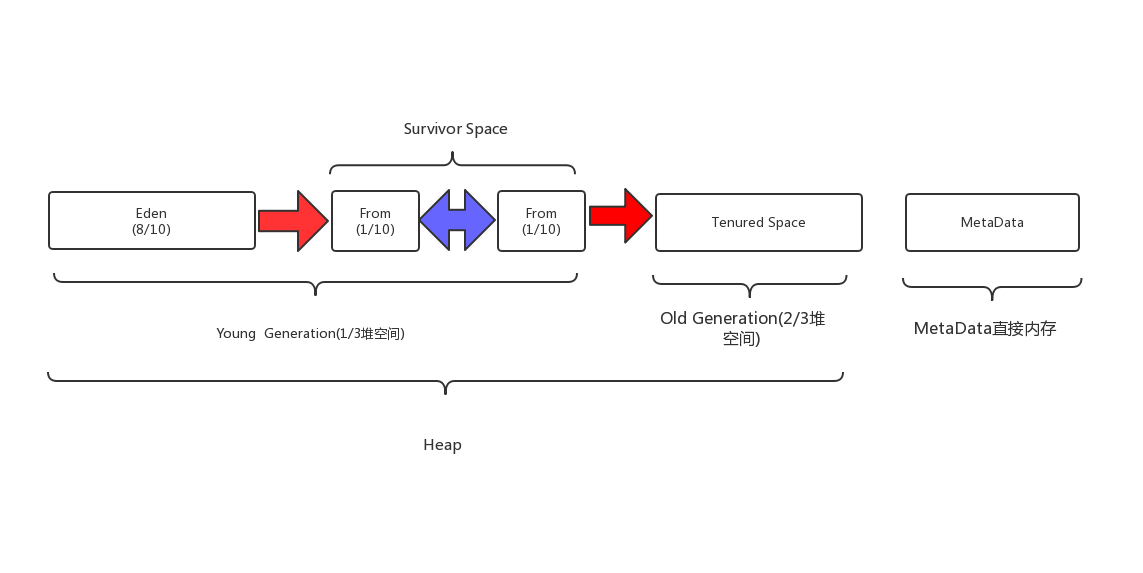 Survivor Space
Eden
(8/10)
From
(1/10)
From
(1/10)
Tenured Space
MetaData
Young  Generation(1/3堆空间)
Old Generation(2/3堆
空间)
MetaData直接内存
Heap